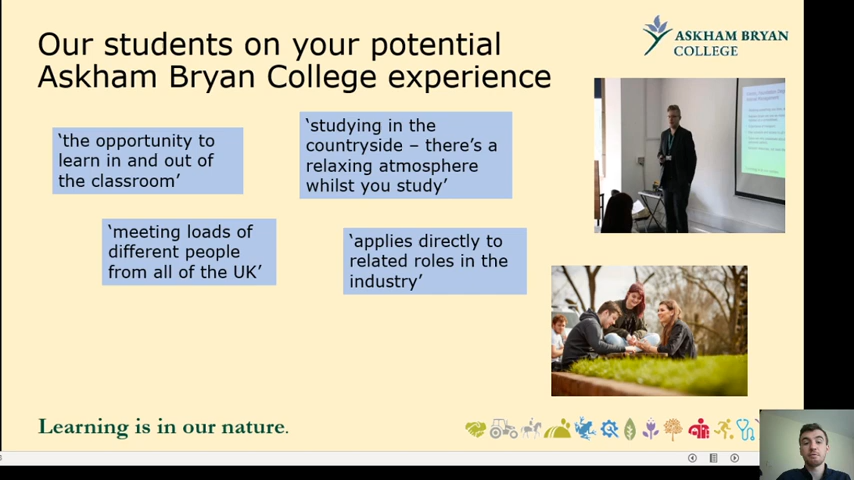 Our students on your potential
Askham Bryan College experience
ASKHAM BRYAN
COLLEGE
‘the opportunity to
learn in and out of
the classroom’
‘studying in the
countryside – there’s a
relaxing atmosphere
whilst you study’
‘meeting loads of
different people
from all of the UK’
‘applies directly to
related roles in the
industry’
Learning is in our nature.